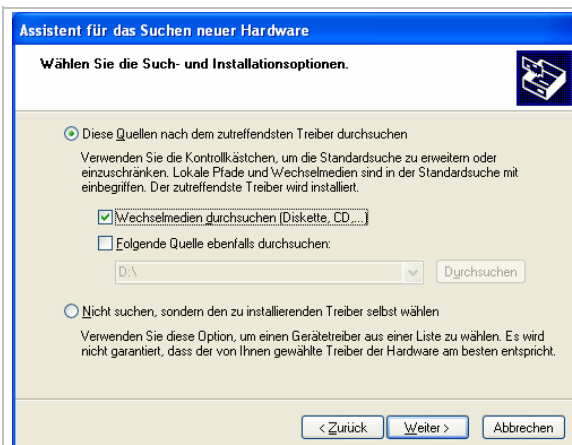 Assistent für das Suchen neuer Hardware
Wählen Sie die Such- und Installationsoptionen.
Diese Quellen nach dem zutreffendsten Treiber durchsuchen
Verwenden Sie die Kontrollkästchen, um die Standardsuche zu erweitern oder
einzuschränken. Lokale Pfade und Wechselmedien sind in der Standardsuche mit
einbegriffen. Der zutreffendste Treiber wird installiert.
Wechselmedien durchsuchen (Diskette, CD,...)
Folgende Quelle ebenfalls durchsuchen:
D:\ Durchsuchen
Nicht suchen, sondern den zu installierenden Treiber selbst wählen
Verwenden Sie diese Option, um einen Gerätetreiber aus einer Liste zu wählen. Es wird
nicht garantiert, dass der von Ihnen gewählte Treiber der Hardware am besten entspricht.
< Zurück Weiter > Abbrechen